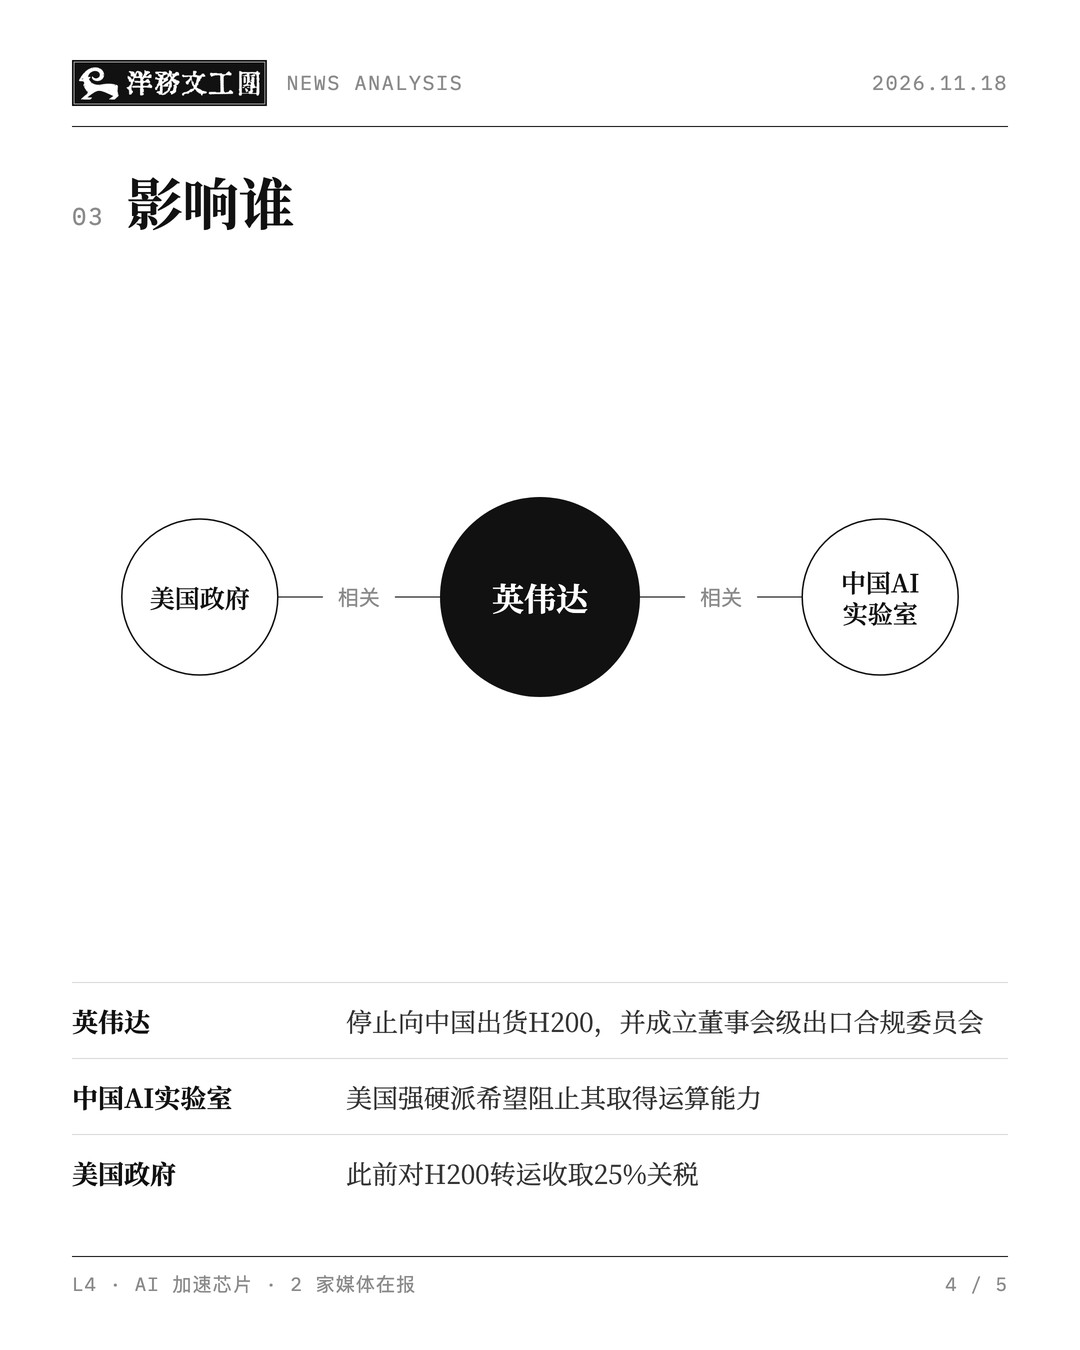 洋務文工團 NEWS ANALYSIS 2026.11.18
03 影响谁
美国政府 相关 英伟达 相关 中国AI
实验室
英伟达 停止向中国出货H200，并成立董事会级出口合规委员会
中国AI实验室 美国强硬派希望阻止其取得运算能力
美国政府 此前对H200转运收取25%关税
L4 · AI 加速芯片 · 2 家媒体在报 4 / 5